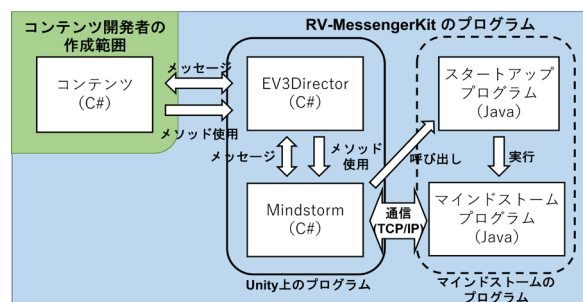 コンテンツ開発者の
作成範囲
RV-MessengerKit のプログラム
コンテンツ
(C#)
メッセージ
メソッド使用
EV3Director
(C#)
スタートアップ
プログラム
(Java)
メッセージ
メソッド
使用
呼び出し
実行
Mindstorm
(C#)
通信
(TCP/IP)
マインドストーム
プログラム
(Java)
Unity上のプログラム
マインドストームの
プログラム